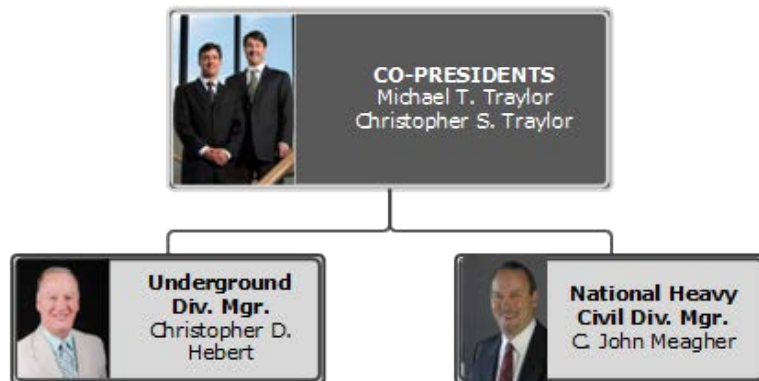 CO-PRESIDENTS
Michael T. Traylor
Christopher S. Traylor
Underground
Div. Mgr.
Christopher D.
Hebert
National Heavy
Civil Div. Mgr.
C. John Meagher